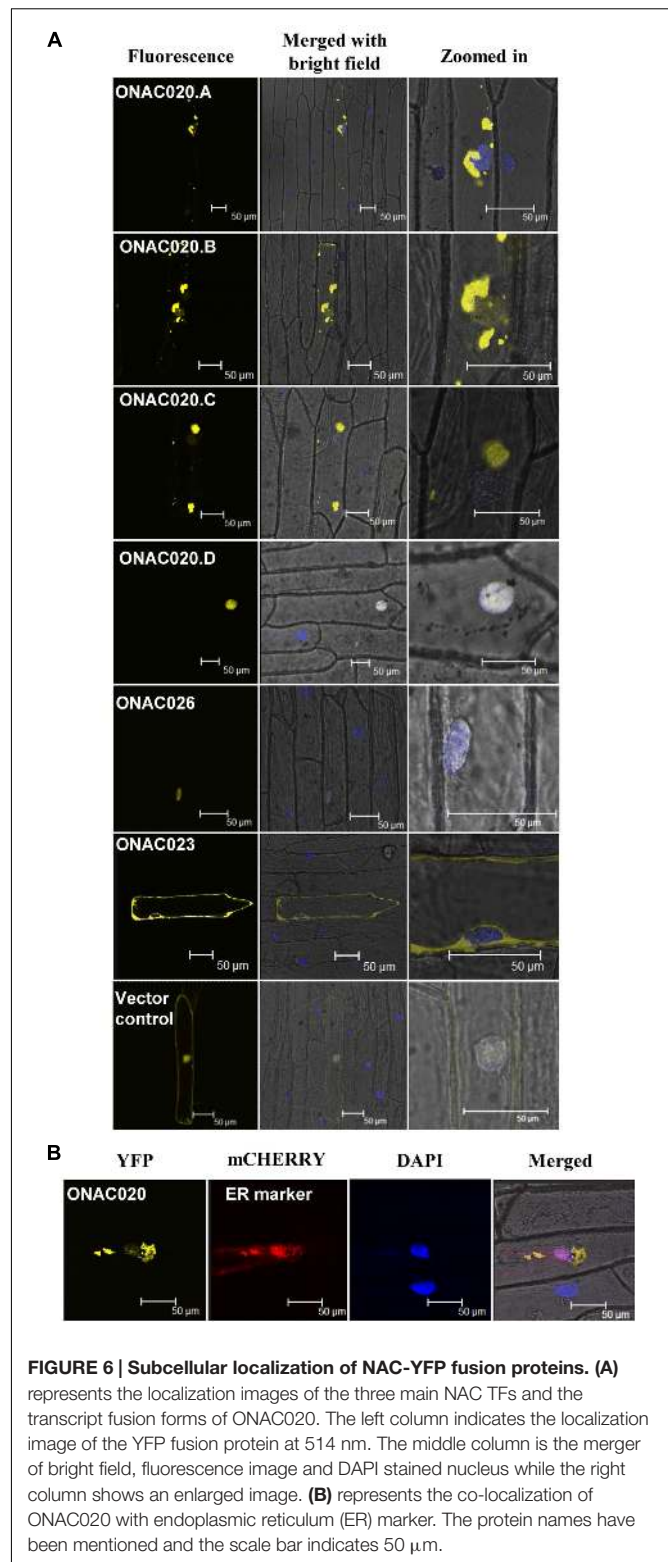 A
Fluorescence
Merged with
bright field
Zoomed in
ONAC020.A
50 µm
50 µm
50 µm
ONAC020.B
50 µm
50 µm
50 µm
ONAC020.C
50 µm
50 µm
50 µm
ONAC020.D
50 µm
50 µm
50 µm
ONAC026
50 µm
50 µm
50 µm
ONAC023
50 µm
50 µm
50 µm
Vector
control
50 µm
50 µm
50 µm
B
YFP
mCHERRY
DAPI
Merged
ONAC020
ER marker
50 µm
50 µm
50 µm
50 µm
FIGURE 6 | Subcellular localization of NAC-YFP fusion proteins. (A)
represents the localization images of the three main NAC TFs and the
transcript fusion forms of ONAC020. The left column indicates the localization
image of the YFP fusion protein at 514 nm. The middle column is the merger
of bright field, fluorescence image and DAPI stained nucleus while the right
column shows an enlarged image. (B) represents the co-localization of
ONAC020 with endoplasmic reticulum (ER) marker. The protein names have
been mentioned and the scale bar indicates 50 µm.